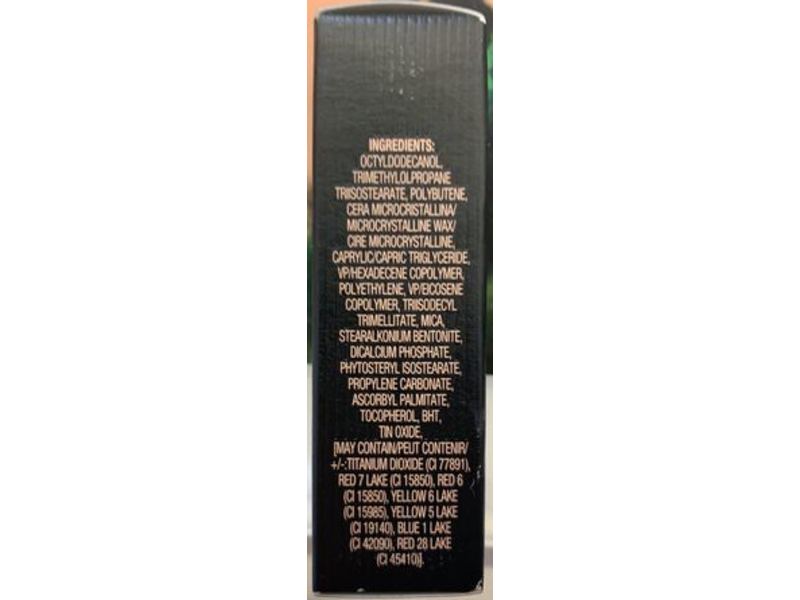 INGREDIENTS:
OCTYLDODECANOL,
TRIMETHYLOLPROPANE
TRIISOSTEARATE, POLYBUTENE,
CERA MICROCRISTALLINA/
MICROCRYSTALLINE WAX/
CIRE MICROCRYSTALLINE,
CAPRYLIC/CAPRIC TRIGLYCERIDE,
VP/HEXADECENE COPOLYMER,
POLYETHYLENE, VP/EICOSENE
COPOLYMER, TRIISODECYL
TRIMELLITATE, MICA,
STEARALKONIUM BENTONITE,
DICALCIUM PHOSPHATE,
PHYTOSTERYL ISOSTEARATE,
PROPYLENE CARBONATE,
ASCORBYL PALMITATE,
TOCOPHEROL, BHT,
TIN OXIDE,
[MAY CONTAIN/PEUT CONTENIR/
+/-:TITANIUM DIOXIDE (CI 77891),
RED 7 LAKE (CI 15850), RED 6
(CI 15850), YELLOW 6 LAKE
(CI 15985), YELLOW 5 LAKE
(CI 19140), BLUE 1 LAKE
(CI 42090), RED 28 LAKE
(CI 45410)].